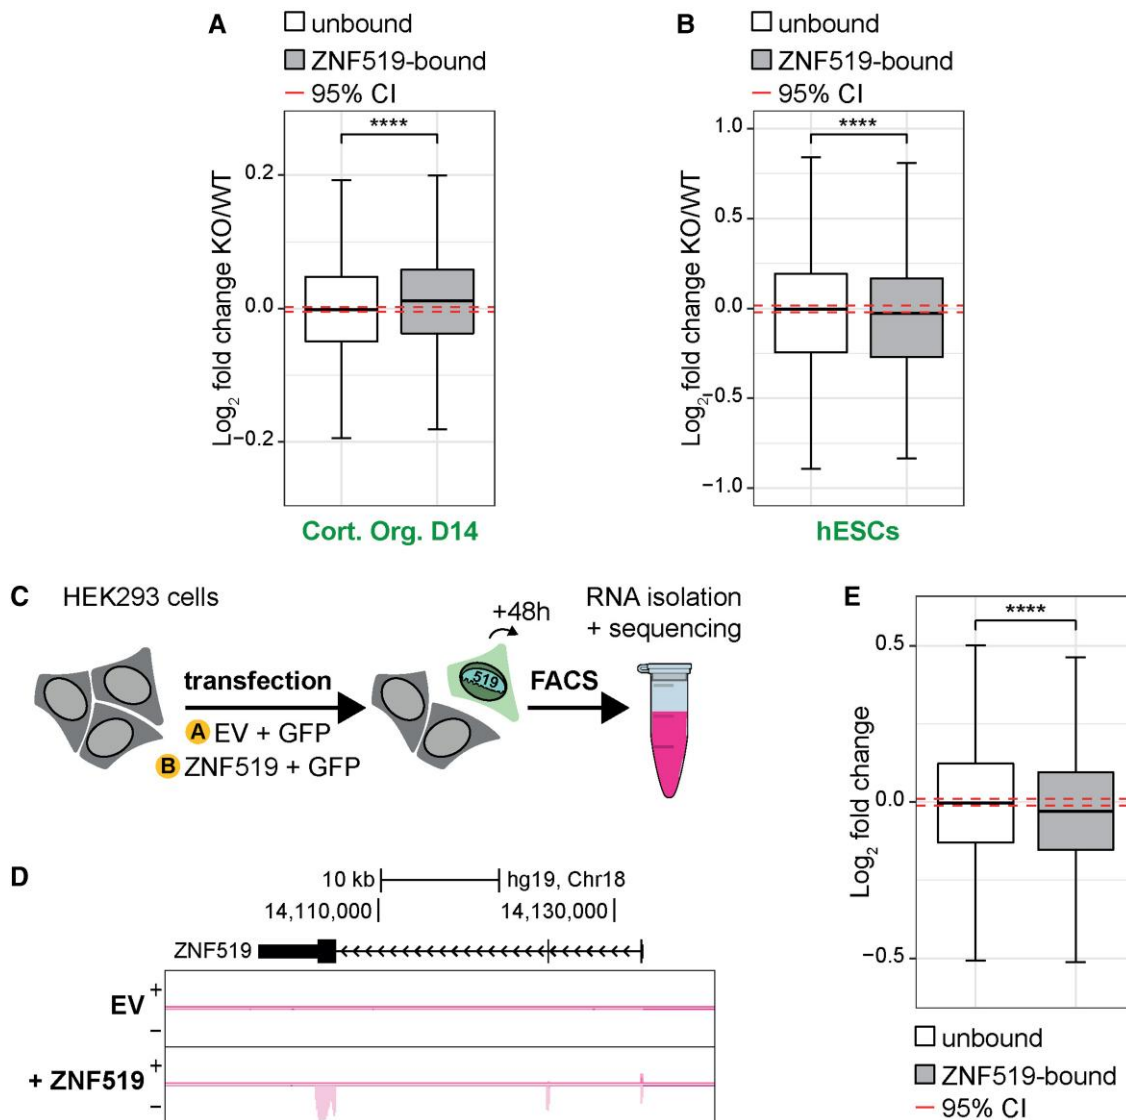 A
unbound
ZNF519-bound
95% CI
****
Log2 fold change KO/WT
0.2
0.0
−0.2
Cort. Org. D14
B
unbound
ZNF519-bound
95% CI
****
Log2 fold change KO/WT
1.0
0.5
0.0
−0.5
−1.0
hESCs
C
HEK293 cells
transfection
A EV + GFP
B ZNF519 + GFP
+48h
519
FACS
RNA isolation
+ sequencing
D
10 kb hg19, Chr18
14,110,000 14,130,000
ZNF519
EV + −
+ ZNF519 + −
E
****
Log2 fold change
0.5
0.0
−0.5
unbound
ZNF519-bound
95% CI